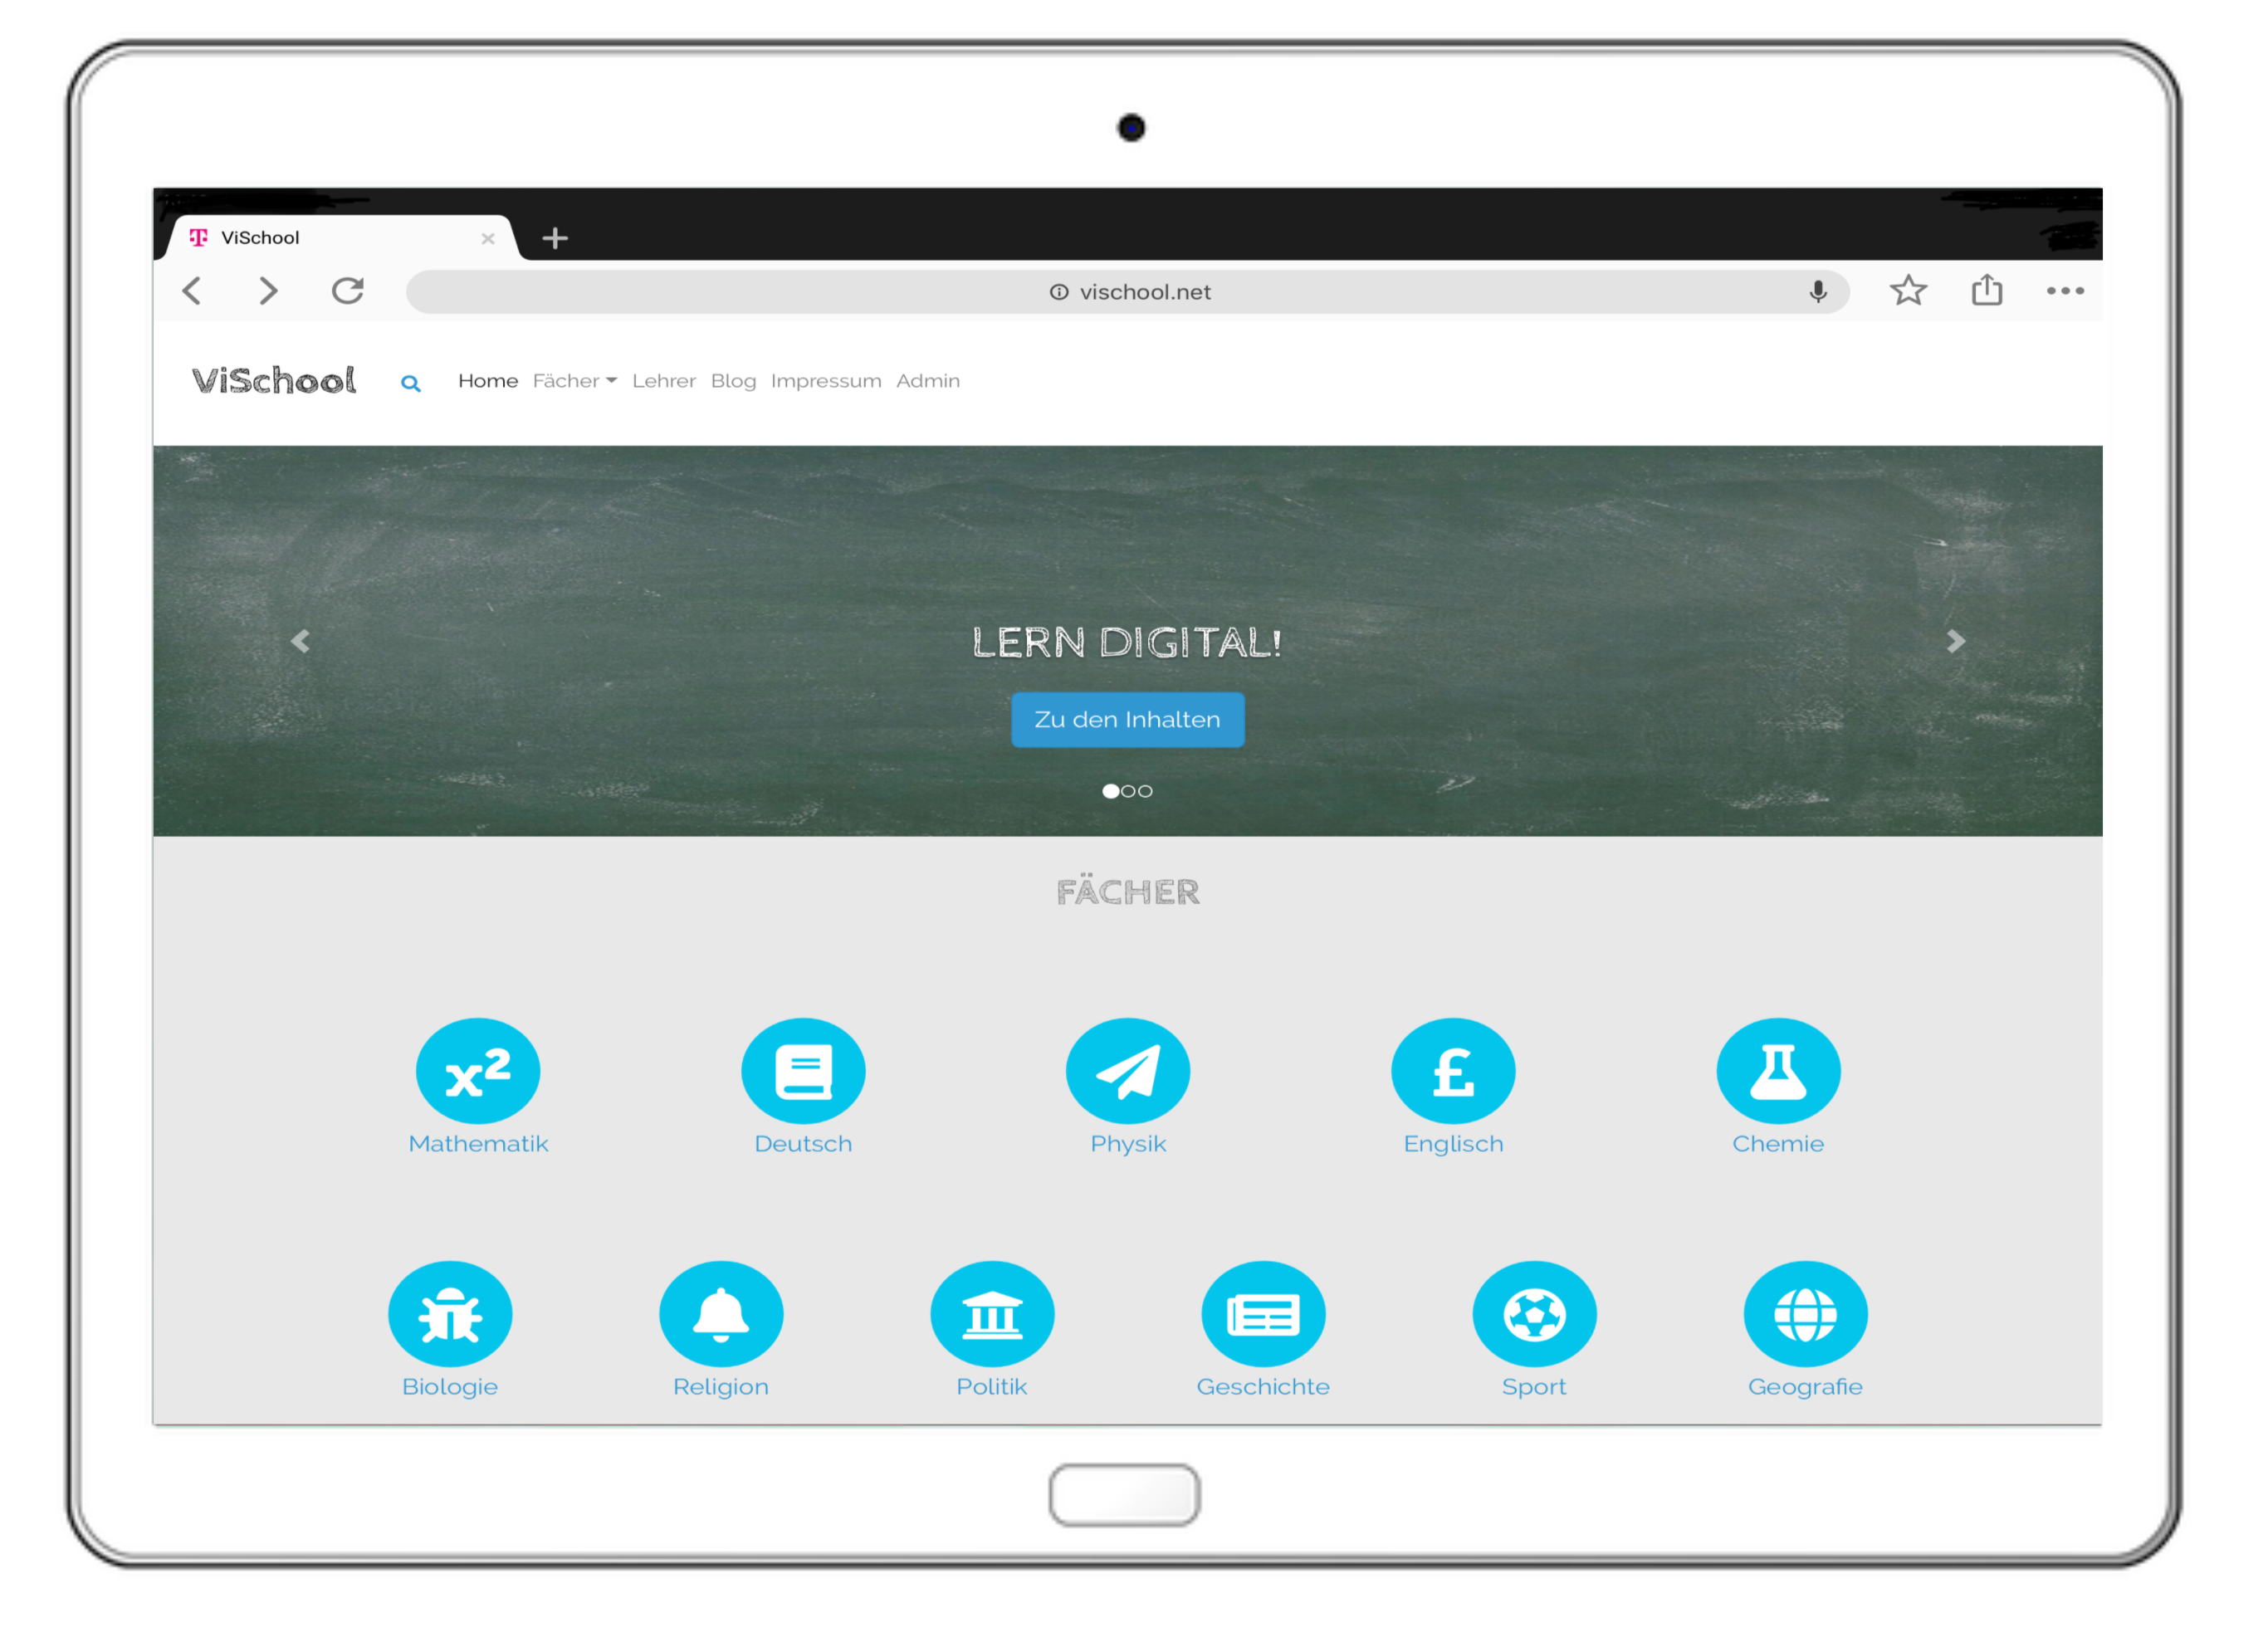 ViSchool
vischool.net
ViSchool Home Fächer Lehrer Blog Impressum Admin
LERN DIGITAL!
Zu den Inhalten
FÄCHER
x²
£
Mathematik Deutsch Physik Englisch Chemie
Biologie Religion Politik Geschichte Sport Geografie